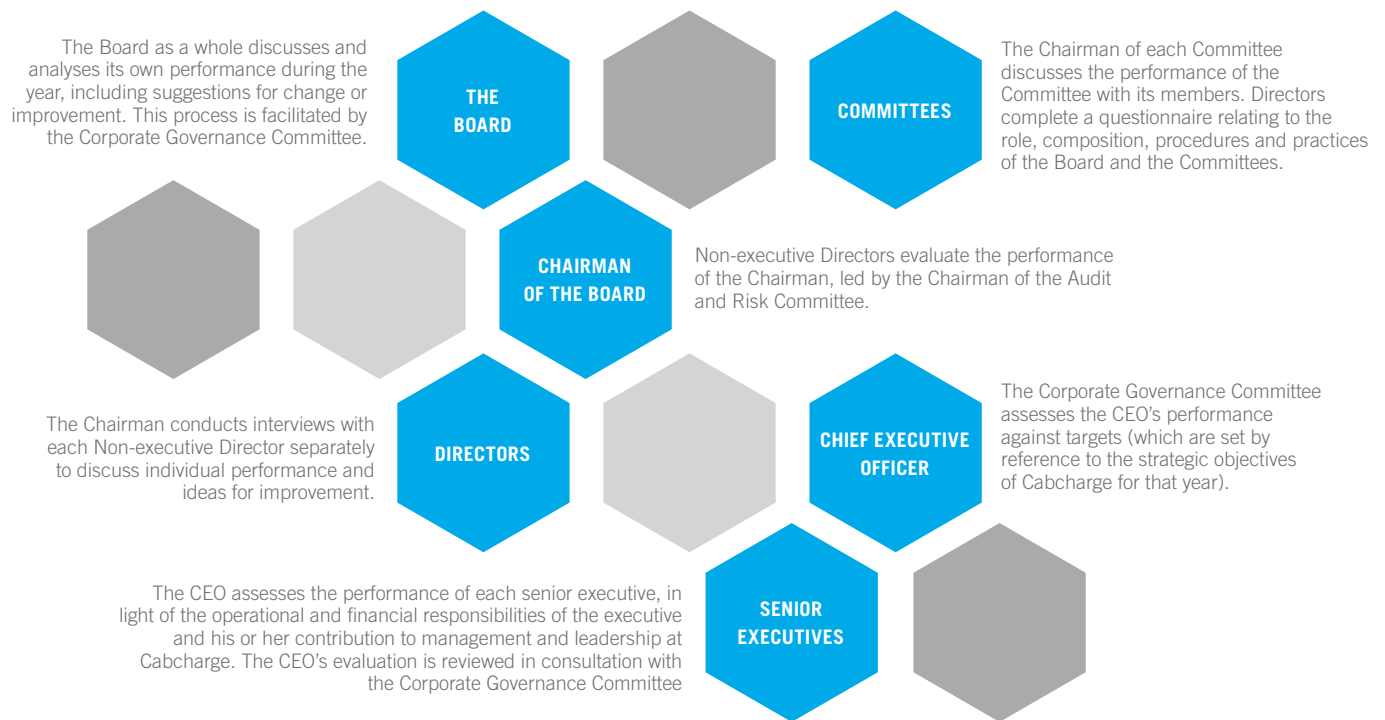 The Board as a whole discusses and
analyses its own performance during the
year, including suggestions for change or
improvement. This process is facilitated by
the Corporate Governance Committee.
THE
BOARD
COMMITTEES
The Chairman of each Committee
discusses the performance of the
Committee with its members. Directors
complete a questionnaire relating to the
role, composition, procedures and practices
of the Board and the Committees.
CHAIRMAN
OF THE BOARD
Non-executive Directors evaluate the performance
of the Chairman, led by the Chairman of the Audit
and Risk Committee.
The Chairman conducts interviews with
each Non-executive Director separately
to discuss individual performance and
ideas for improvement.
DIRECTORS
CHIEF EXECUTIVE
OFFICER
The Corporate Governance Committee
assesses the CEO’s performance
against targets (which are set by
reference to the strategic objectives
of Cabcharge for that year).
The CEO assesses the performance of each senior executive, in
light of the operational and financial responsibilities of the executive
and his or her contribution to management and leadership at
Cabcharge. The CEO’s evaluation is reviewed in consultation with
the Corporate Governance Committee
SENIOR
EXECUTIVES